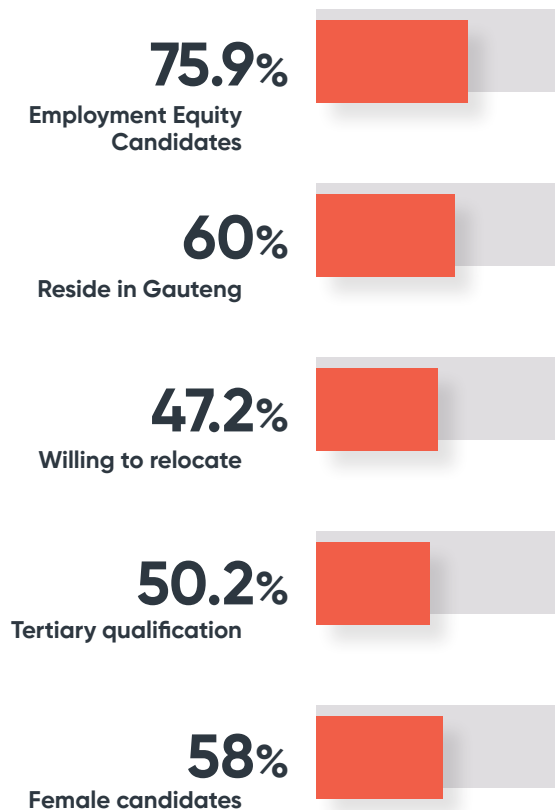 75.9%
Employment Equity
Candidates
60%
Reside in Gauteng
47.2%
Willing to relocate
50.2%
Tertiary qualification
58%
Female candidates